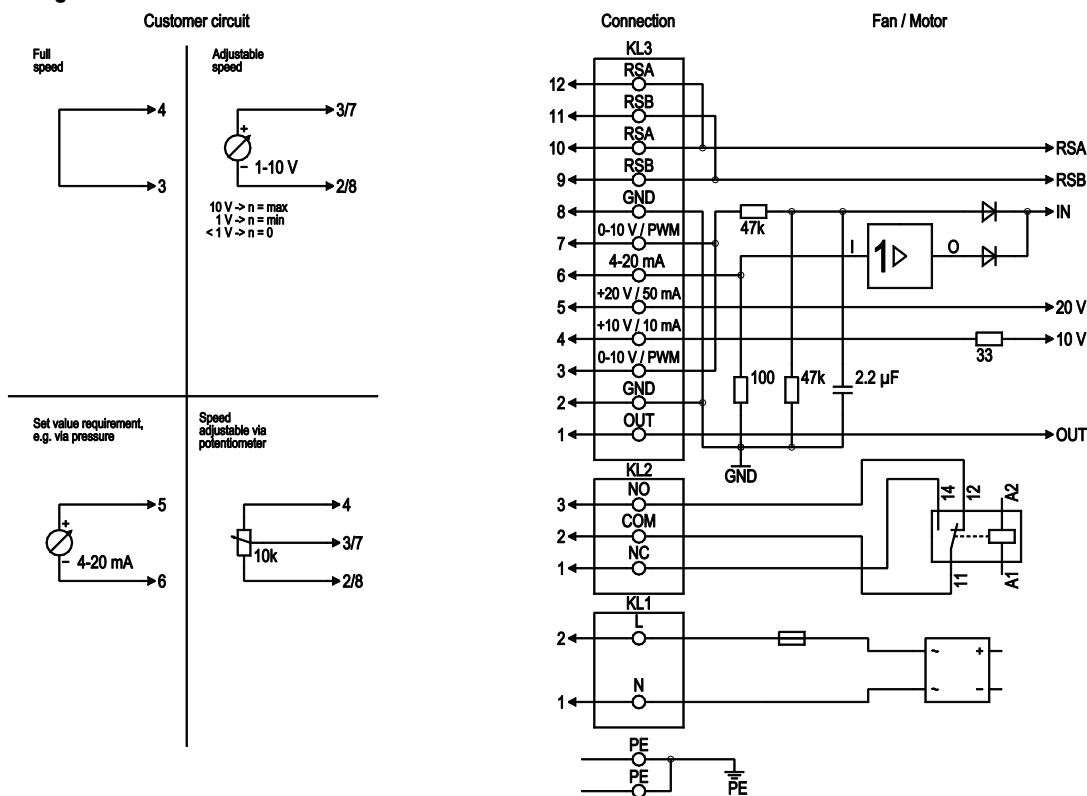 Customer circuit
Full
speed
4
3
Adjustable
speed
3/7
+
−
1-10 V
2/8
10 V -> n = max
1 V -> n = min
< 1 V -> n = 0
Set value requirement,
e.g. via pressure
5
+
−
4-20 mA
6
Speed
adjustable via
potentiometer
4
3/7
10k
2/8
Connection
Fan / Motor
KL3
RSA
12
RSB
11
RSA
10
RSA
RSB
9
RSB
GND
8
IN
47k
0-10 V / PWM
7
I
1
O
4-20 mA
6
+20 V / 50 mA
5
20 V
+10 V / 10 mA
4
10 V
33
0-10 V / PWM
3
100
47k
2.2 µF
GND
2
OUT
1
OUT
GND
KL2
NO
3
14
12
A2
COM
2
NC
1
11
A1
KL1
L
2
~
+
N
1
~
−
PE
PE
PE